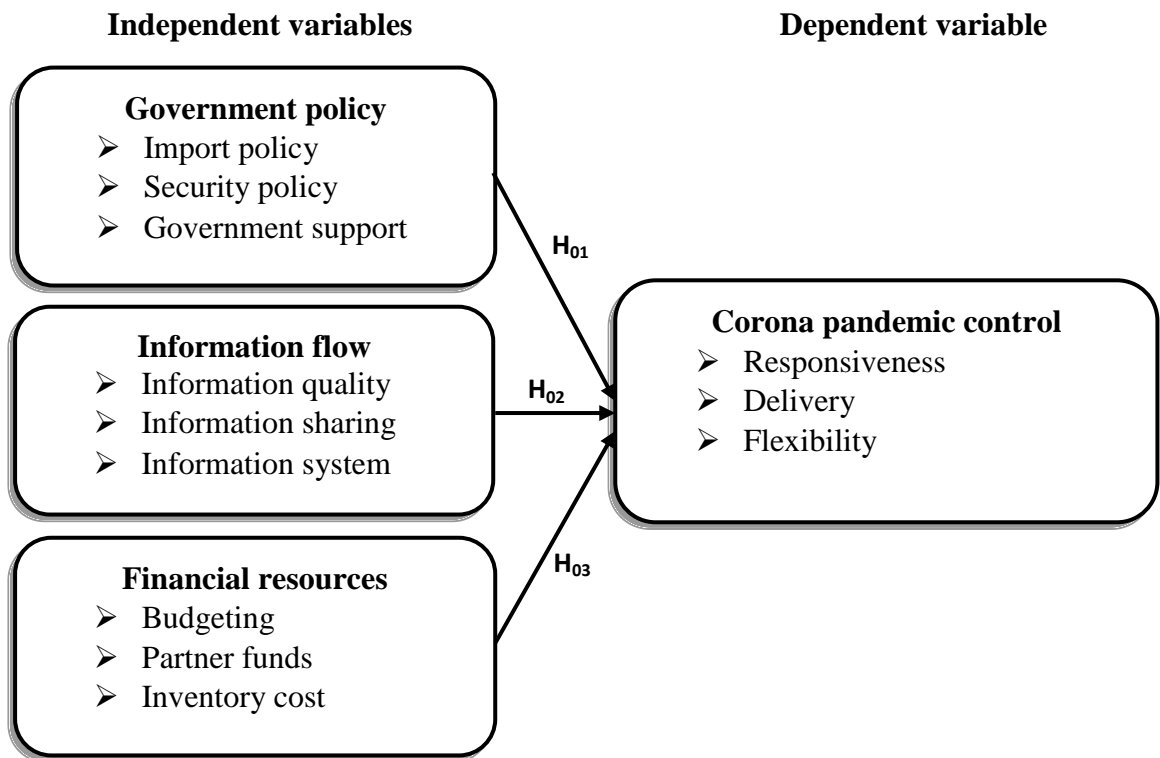 Independent variables
Dependent variable
Government policy
➢ Import policy
➢ Security policy
➢ Government support
H₀₁
Information flow
➢ Information quality
➢ Information sharing
➢ Information system
H₀₂
Financial resources
➢ Budgeting
➢ Partner funds
➢ Inventory cost
H₀₃
Corona pandemic control
➢ Responsiveness
➢ Delivery
➢ Flexibility